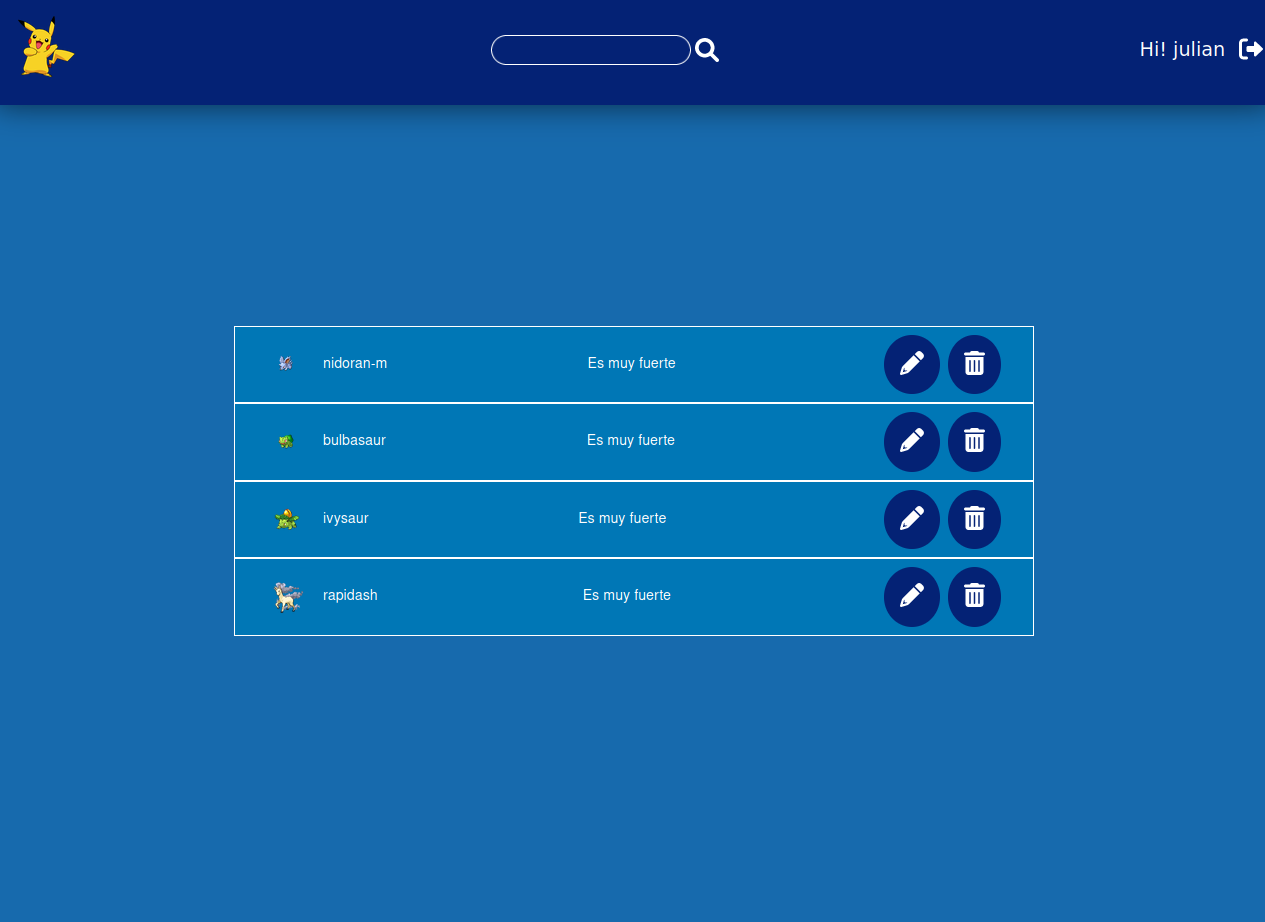 Hi! julian
nidoran-m Es muy fuerte
bulbasaur Es muy fuerte
ivysaur Es muy fuerte
rapidash Es muy fuerte